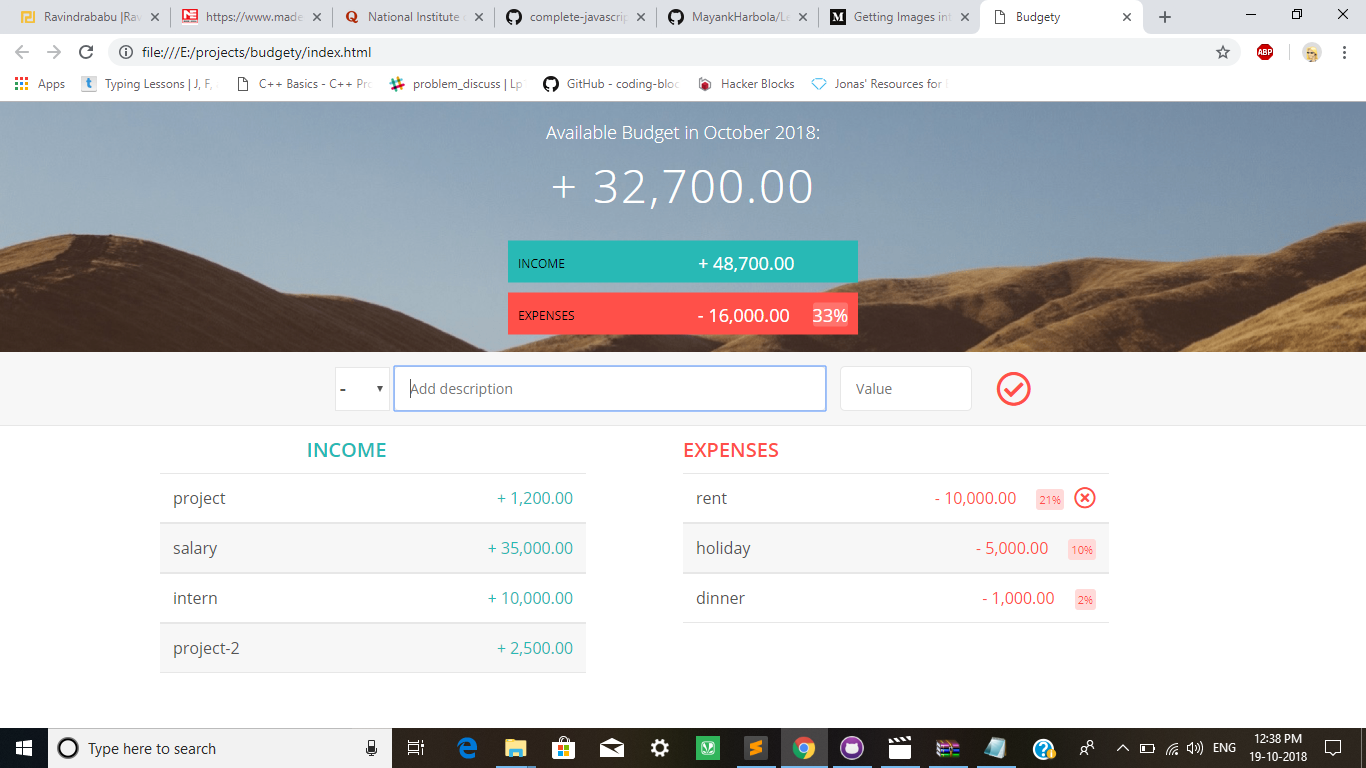 Ravindrababu |Rav
https://www.made
National Institute
complete-javascrip
MayankHarbola/Le
Getting Images int
Budgety
file:///E:/projects/budgety/index.html
ABP
Apps
Typing Lessons | J, F,
C++ Basics - C++ Pr
problem_discuss | Lp
GitHub - coding-bloc
Hacker Blocks
Jonas' Resources for
Available Budget in October 2018:
+ 32,700.00
INCOME + 48,700.00
EXPENSES - 16,000.00 33%
- Add description Value
INCOME EXPENSES
project + 1,200.00 rent - 10,000.00 21%
salary + 35,000.00 holiday - 5,000.00 10%
intern + 10,000.00 dinner - 1,000.00 2%
project-2 + 2,500.00
Type here to search
ENG
12:38 PM
19-10-2018